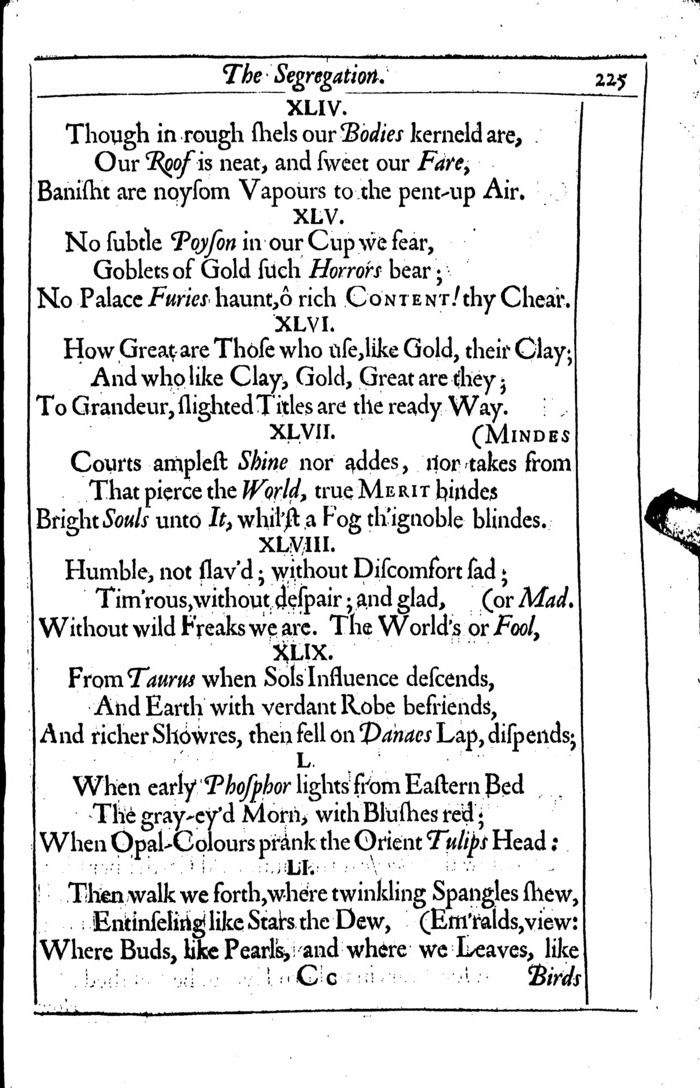 The Segregation. 225
XLIV.
Though in rough ſhels our Bodies kerneld are,
Our Roof is neat, and ſweet our Fare,
Baniſht are noyſom Vapours to the pent-up Air.
XLV.
No ſubtle Poyſon in our Cup we fear,
Goblets of Gold ſuch Horrors bear;
No Palace Furies haunt,ô rich CONTENT! thy Chear.
XLVI.
How Great are Thoſe who uſe,like Gold, their Clay;
And who like Clay, Gold, Great are they;
To Grandeur, ſlighted Titles are the ready Way.
XLVII. (MINDES
Courts ampleſt Shine nor addes, nor takes from
That pierce the World, true MERIT bindes
Bright Souls unto It, whil'ſt a Fog th'ignoble blindes.
XLVIII.
Humble, not ſlav'd; without Diſcomfort ſad;
Tim'rous,without deſpair; and glad, (or Mad.
Without wild Freaks we are. The World's or Fool,
XLIX.
From Taurus when Sols Influence deſcends,
And Earth with verdant Robe befriends,
And richer Showres, then fell on Danaes Lap, diſpends;
L.
When early Phoſphor lights from Eaſtern Bed
The gray-ey'd Morn, with Bluſhes red;
When Opal-Colours prank the Orient Tulips Head:
LI.
Then walk we forth,where twinkling Spangles ſhew,
Entinſeling like Stars the Dew, (Em'ralds,view:
Where Buds, like Pearls, and where we Leaves, like
C c Birds